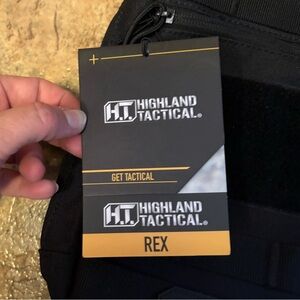 H.T. HIGHLAND
TACTICAL®
GET TACTICAL
H.T. HIGHLAND
TACTICAL®
REX